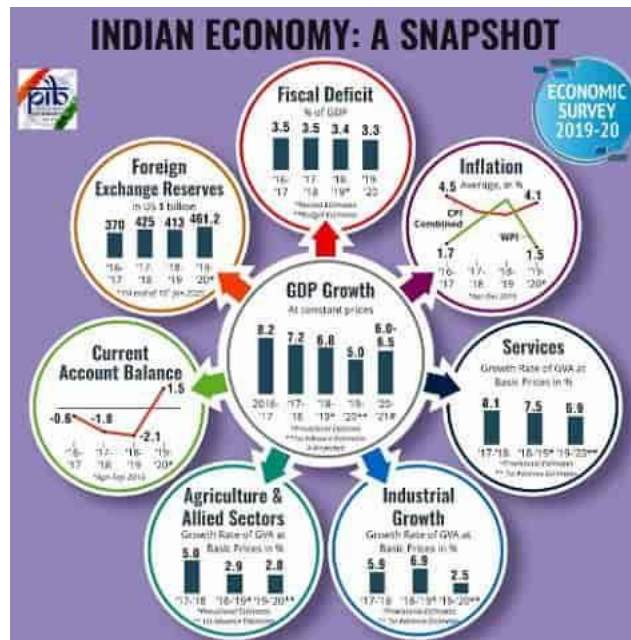 INDIAN ECONOMY: A SNAPSHOT
pib
ECONOMIC
SURVEY
2019-20
Fiscal Deficit
% of GDP
3.5 3.5 3.4 3.3
'16- '17- '18- '19-
'17 '18 '19* '20
Foreign
Exchange Reserves
in US $ billion
370 425 413 461.2
'16- '17- '18- '19-
'17 '18 '19 '20*
Inflation
Average, in %
4.5 4.1
CPI
Combined
WPI
1.7 1.5
'16- '17- '18- '19-
'17 '18 '19 '20*
GDP Growth
At constant prices
8.2 7.2 6.8 5.0 6.0-
6.5
2016- '17- '18- '19- '20-
'17 '18 '19* '20** '21#
Current
Account Balance
1.5
-0.6 -1.8 -2.1
'16- '17- '18- '19-
'17 '18 '19 '20*
Services
Growth Rate of GVA at
Basic Prices in %
8.1 7.5 6.9
'17-'18 '18-'19* '19-'20**
Agriculture &
Allied Sectors
Growth Rate of GVA at
Basic Prices in %
5.0 2.9 2.8
'17-'18 '18-'19* '19-'20**
Industrial
Growth
Growth Rate of GVA at
Basic Prices in %
5.9 6.9 2.5
'17-'18 '18-'19* '19-'20**